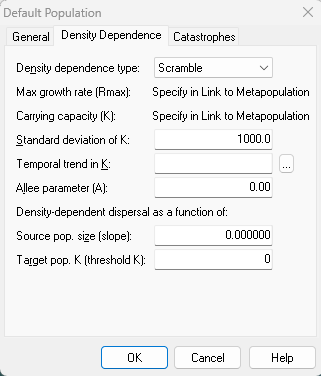 Default Population
General Density Dependence Catastrophes
Density dependence type: Scramble
Max growth rate (Rmax): Specify in Link to Metapopulation
Carrying capacity (K): Specify in Link to Metapopulation
Standard deviation of K: 1000.0
Temporal trend in K: ...
Allee parameter (A): 0.00
Density-dependent dispersal as a function of:
Source pop. size (slope): 0.000000
Target pop. K (threshold K) 0
OK Cancel Help